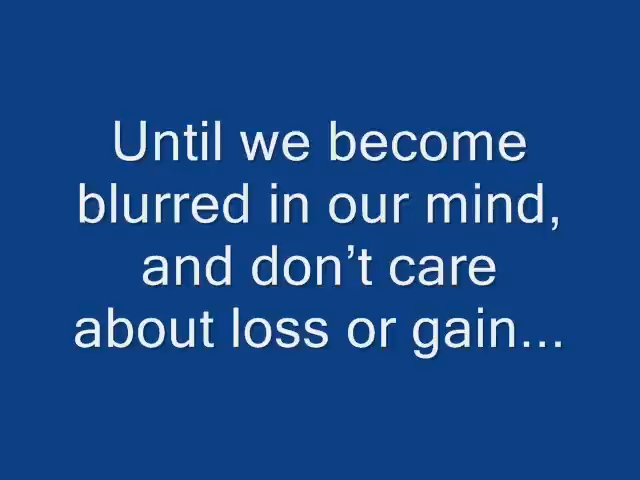 Until we become
blurred in our mind,
and don’t care
about loss or gain...